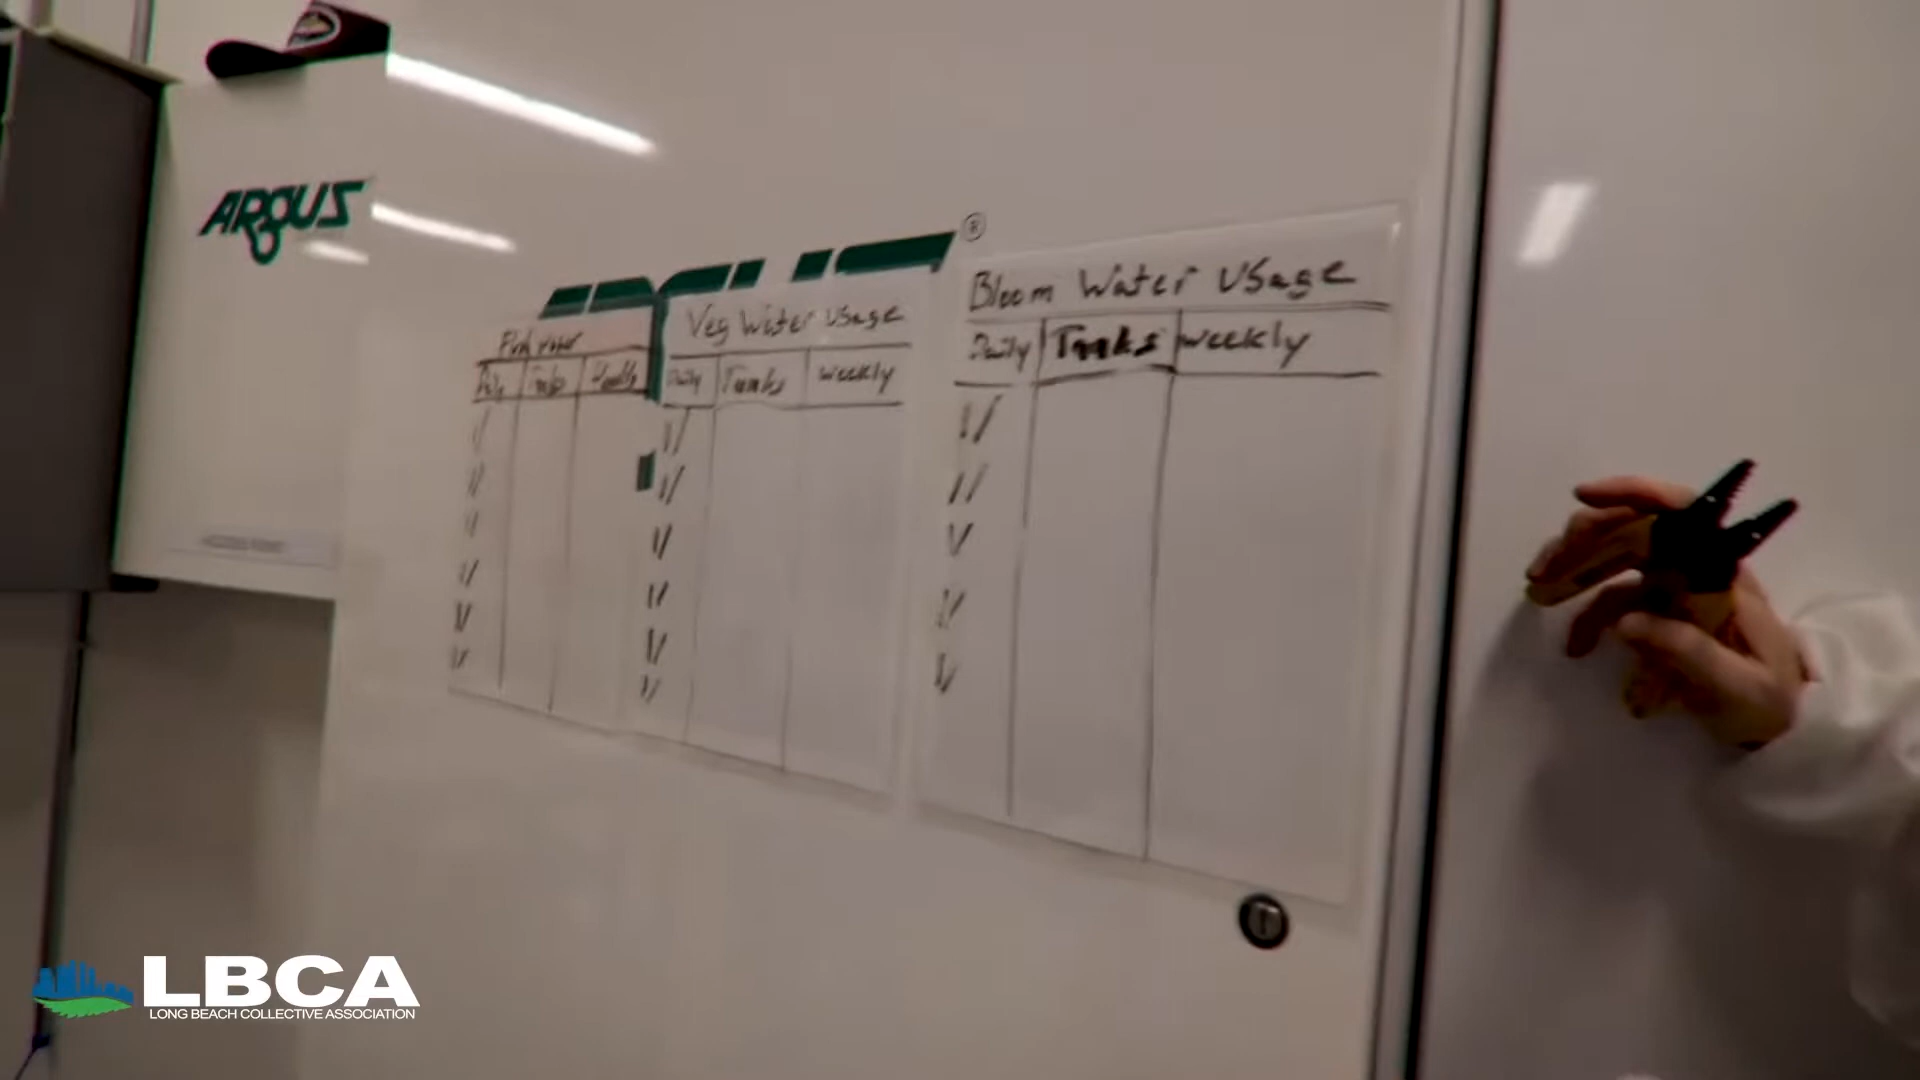 ARGUS
®
Veg Water Usage
Daily Tanks weekly
Bloom Water Usage
Daily Tanks weekly
LBCA
LONG BEACH COLLECTIVE ASSOCIATION